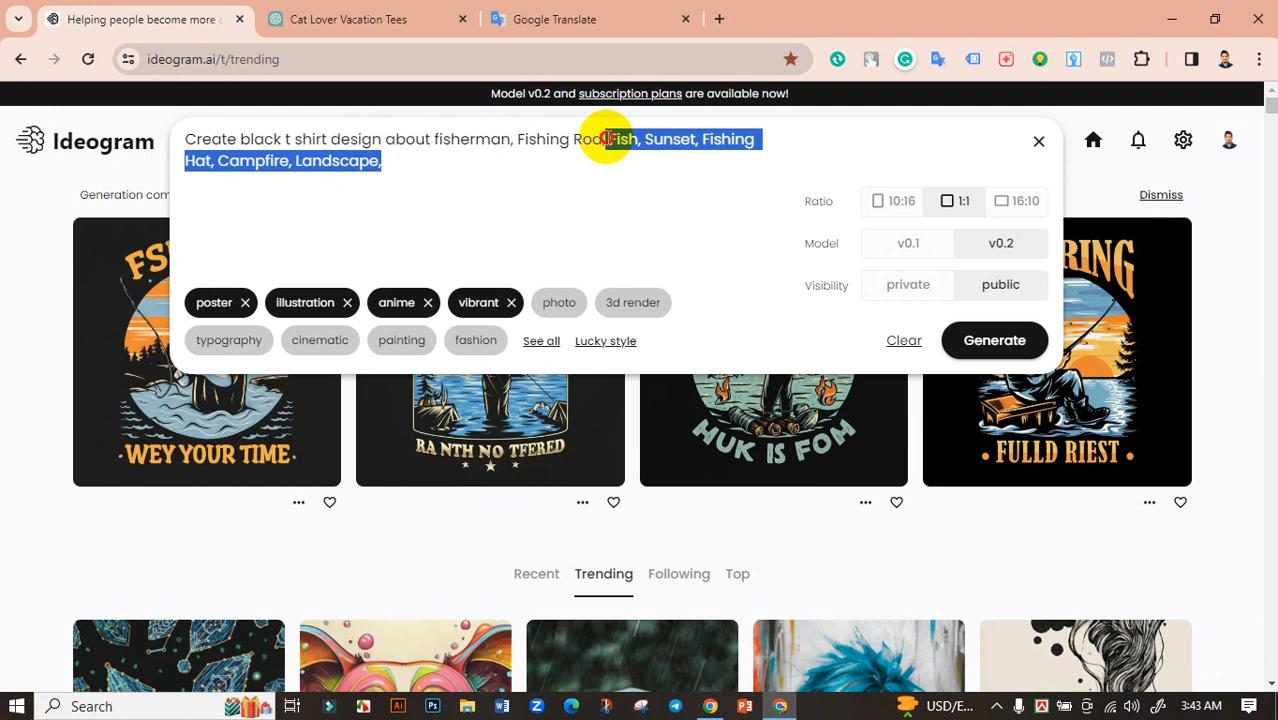 Helping people become more c
Cat Lover Vacation Tees
Google Translate
ideogram.ai/t/trending
Model v0.2 and subscription plans are available now!
Ideogram
Create black t shirt design about fisherman, Fishing Rod, Fish, Sunset, Fishing
Hat, Campfire, Landscape,
Generation com
Dismiss
Ratio
10:16
1:1
16:10
Model
v0.1
v0.2
Visibility
private
public
poster
illustration
anime
vibrant
photo
3d render
typography
cinematic
painting
fashion
See all
Lucky style
Clear
Generate
WEY YOUR TIME
RA NTH NO TFERED
HUK IS FOM
FULLD RIEST
Recent
Trending
Following
Top
Search
USD/E...
3:43 AM